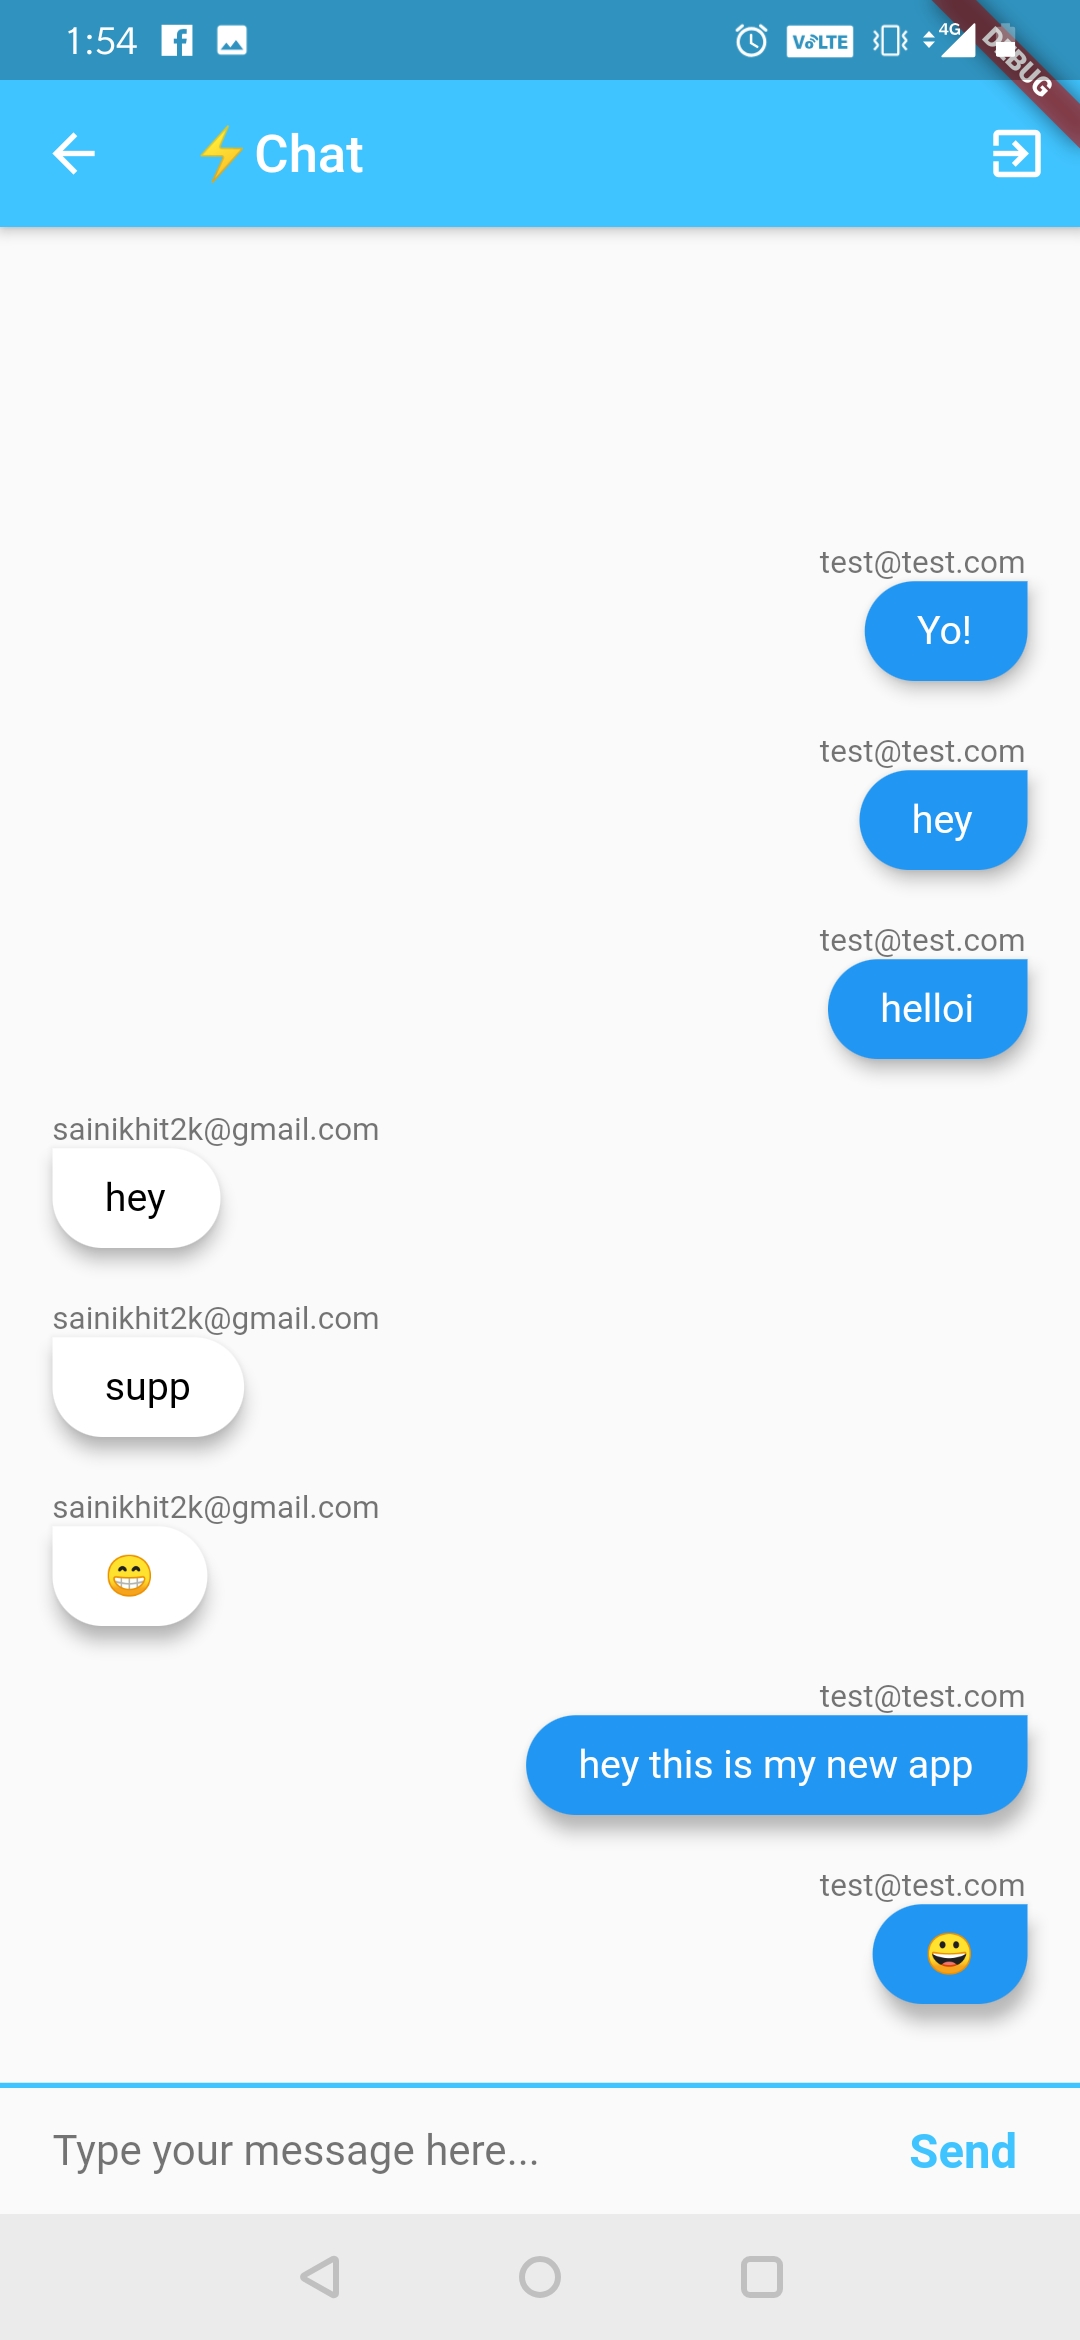 1:54 VoLTE 4G
DEBUG
⚡Chat
test@test.com
Yo!
test@test.com
hey
test@test.com
helloi
sainikhit2k@gmail.com
hey
sainikhit2k@gmail.com
supp
sainikhit2k@gmail.com
😁
test@test.com
hey this is my new app
test@test.com
😀
Type your message here... Send